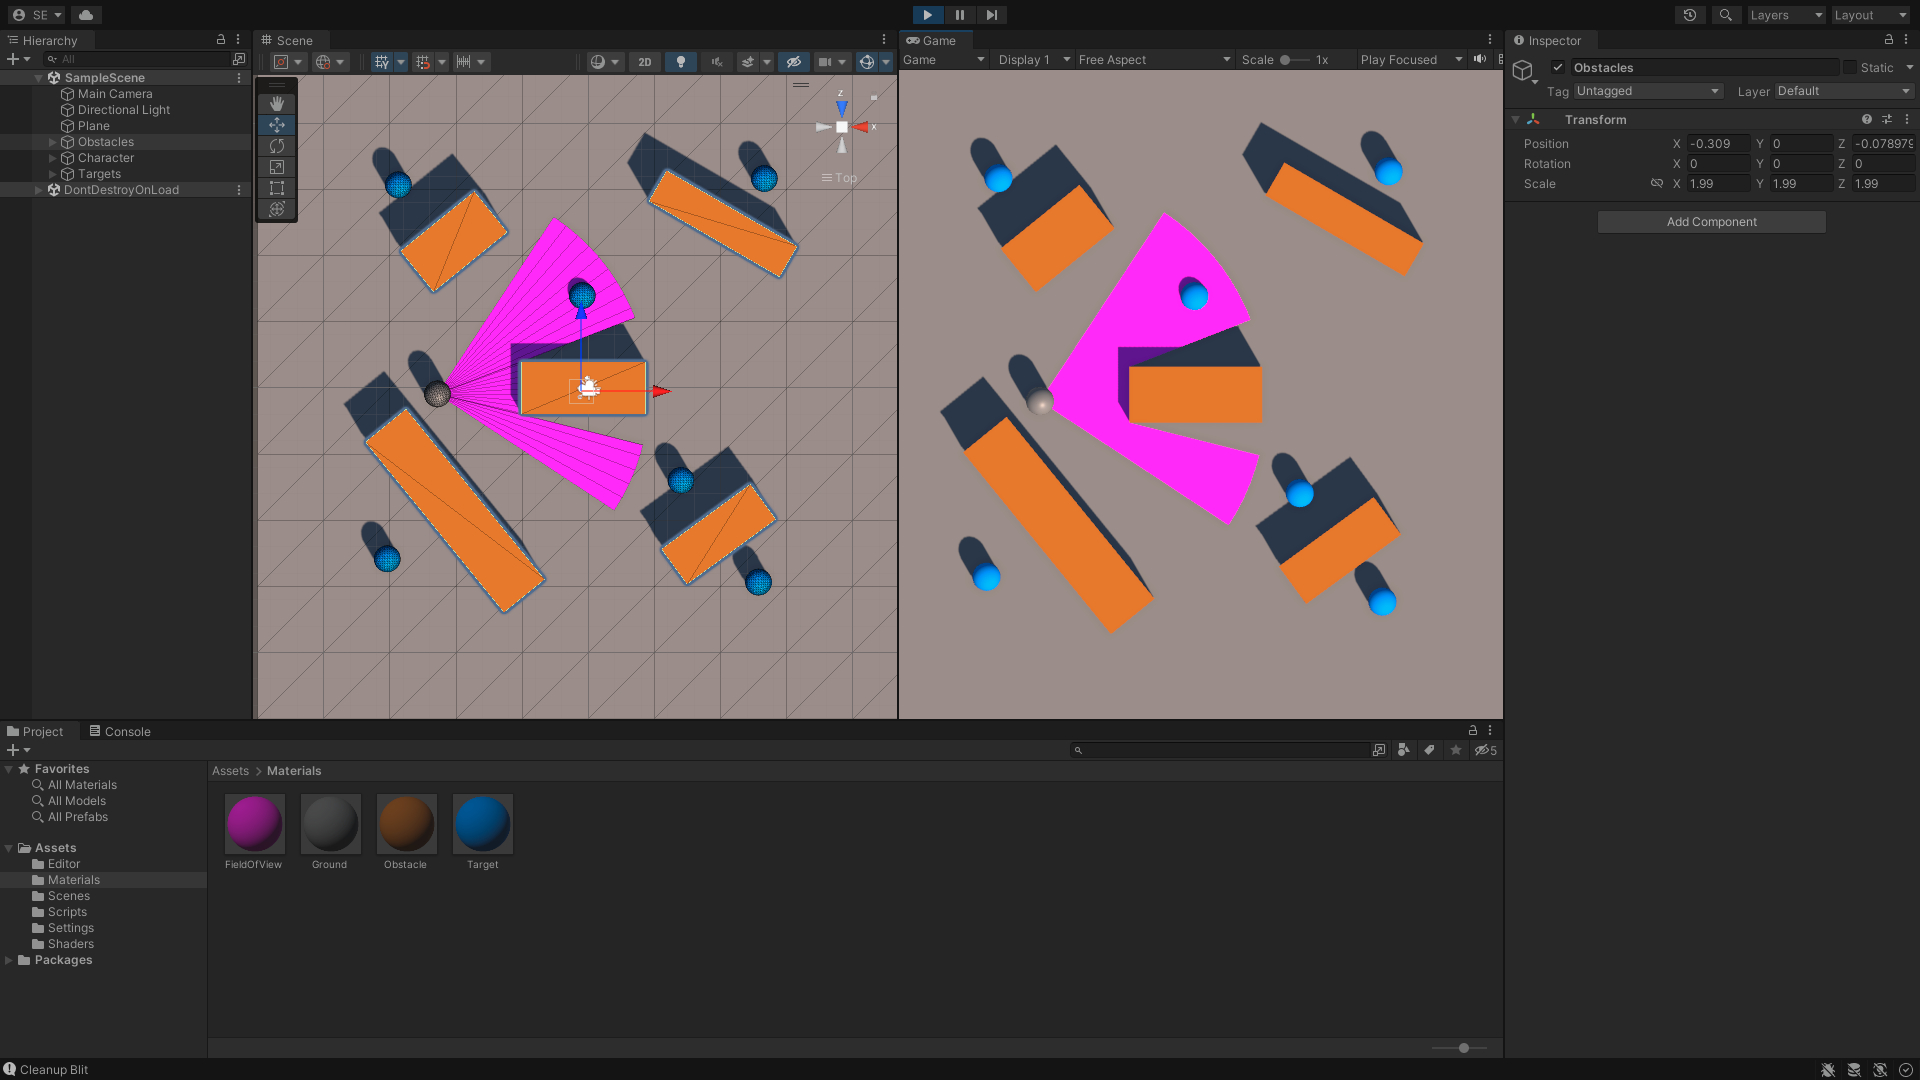 SE
Layers
Layout
Hierarchy
All
SampleScene
Main Camera
Directional Light
Plane
Obstacles
Character
Targets
DontDestroyOnLoad
Scene
2D
z
x
Top
Game
Game
Display 1
Free Aspect
Scale
1x
Play Focused
Inspector
Obstacles
Static
Tag
Untagged
Layer
Default
Transform
Position X -0.309 Y 0 Z -0.078979
Rotation X 0 Y 0 Z 0
Scale X 1.99 Y 1.99 Z 1.99
Add Component
Project
Console
5
Favorites
All Materials
All Models
All Prefabs
Assets
Editor
Materials
Scenes
Scripts
Settings
Shaders
Packages
Assets > Materials
FieldOfView
Ground
Obstacle
Target
Cleanup Blit